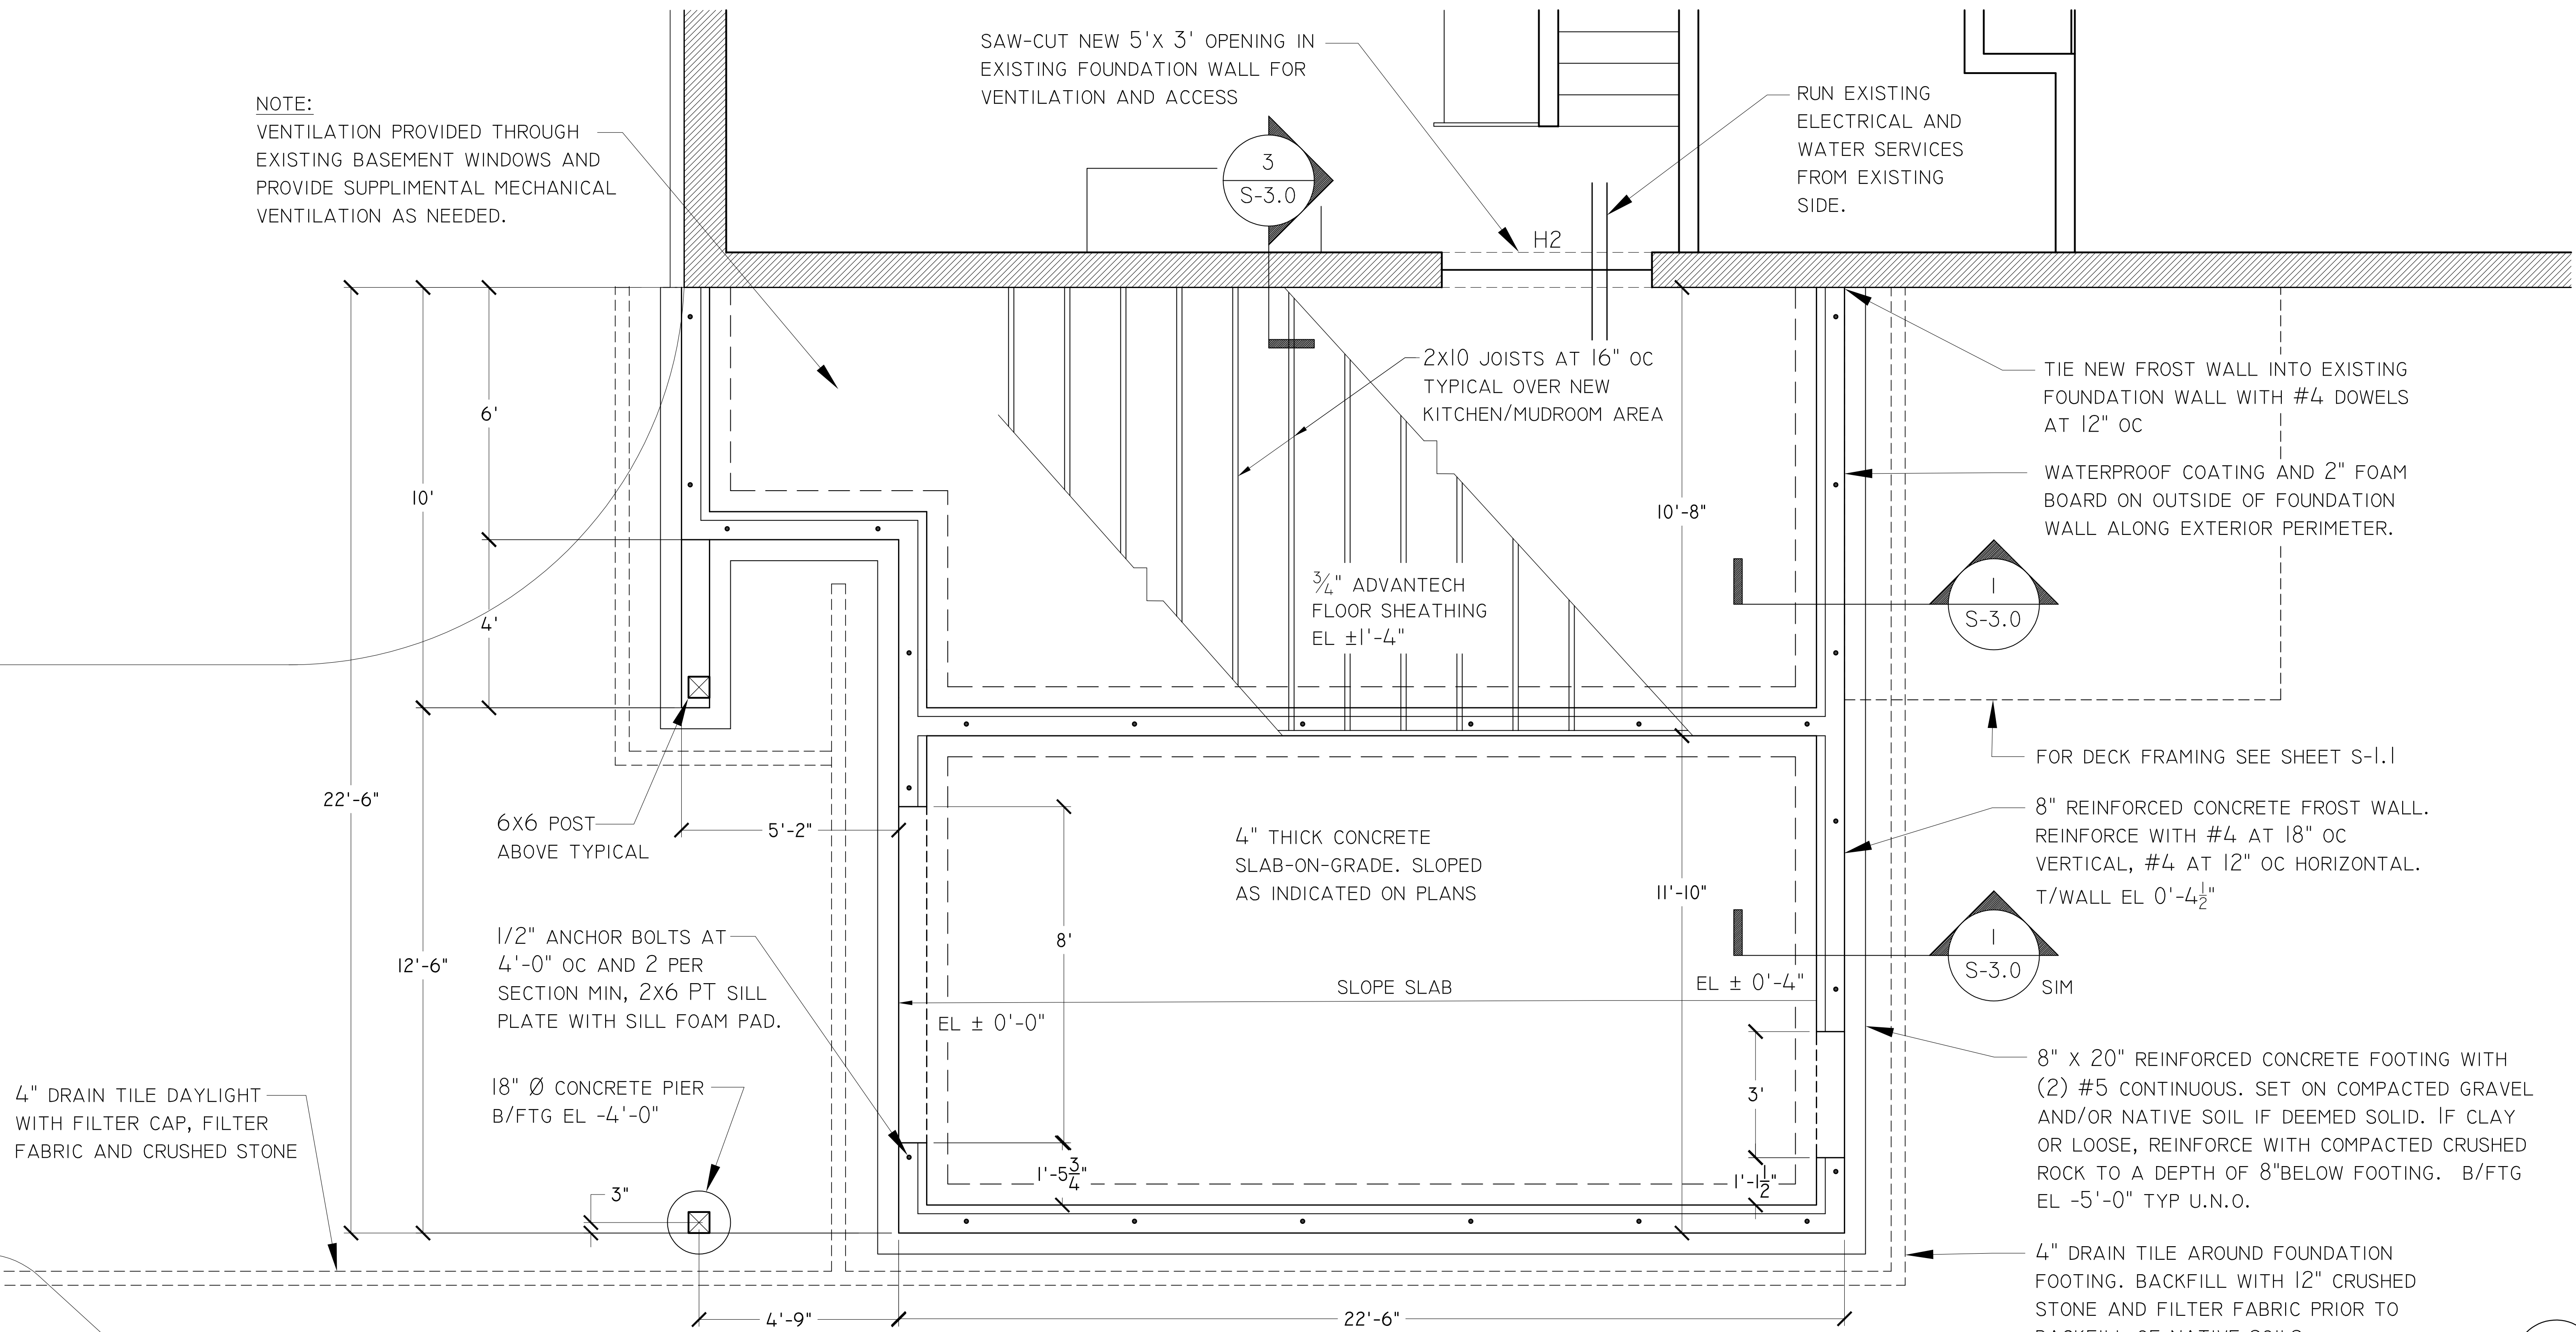 SAW-CUT NEW 5'X 3' OPENING IN
EXISTING FOUNDATION WALL FOR
VENTILATION AND ACCESS
NOTE:
VENTILATION PROVIDED THROUGH
EXISTING BASEMENT WINDOWS AND
PROVIDE SUPPLIMENTAL MECHANICAL
VENTILATION AS NEEDED.
3
S-3.0
RUN EXISTING
ELECTRICAL AND
WATER SERVICES
FROM EXISTING
SIDE.
H2
2X10 JOISTS AT 16" OC
TYPICAL OVER NEW
KITCHEN/MUDROOM AREA
TIE NEW FROST WALL INTO EXISTING
FOUNDATION WALL WITH #4 DOWELS
AT 12" OC
WATERPROOF COATING AND 2" FOAM
BOARD ON OUTSIDE OF FOUNDATION
WALL ALONG EXTERIOR PERIMETER.
6'
10'
10'-8"
4'
3/4" ADVANTECH
FLOOR SHEATHING
EL ±1'-4"
1
S-3.0
FOR DECK FRAMING SEE SHEET S-1.1
22'-6"
6X6 POST
ABOVE TYPICAL
5'-2"
4" THICK CONCRETE
SLAB-ON-GRADE. SLOPED
AS INDICATED ON PLANS
11'-10"
8" REINFORCED CONCRETE FROST WALL.
REINFORCE WITH #4 AT 18" OC
VERTICAL, #4 AT 12" OC HORIZONTAL.
T/WALL EL 0'-4 1/2"
12'-6"
1/2" ANCHOR BOLTS AT
4'-0" OC AND 2 PER
SECTION MIN, 2X6 PT SILL
PLATE WITH SILL FOAM PAD.
8'
SLOPE SLAB
EL ± 0'-4"
EL ± 0'-0"
1
S-3.0
SIM
4" DRAIN TILE DAYLIGHT
WITH FILTER CAP, FILTER
FABRIC AND CRUSHED STONE
18" Ø CONCRETE PIER
B/FTG EL -4'-0"
3'
1'-5 3/4"
1'-1 1/2"
3"
8" X 20" REINFORCED CONCRETE FOOTING WITH
(2) #5 CONTINUOUS. SET ON COMPACTED GRAVEL
AND/OR NATIVE SOIL IF DEEMED SOLID. IF CLAY
OR LOOSE, REINFORCE WITH COMPACTED CRUSHED
ROCK TO A DEPTH OF 8"BELOW FOOTING. B/FTG
EL -5'-0" TYP U.N.O.
4" DRAIN TILE AROUND FOUNDATION
FOOTING. BACKFILL WITH 12" CRUSHED
STONE AND FILTER FABRIC PRIOR TO
4'-9"
22'-6"